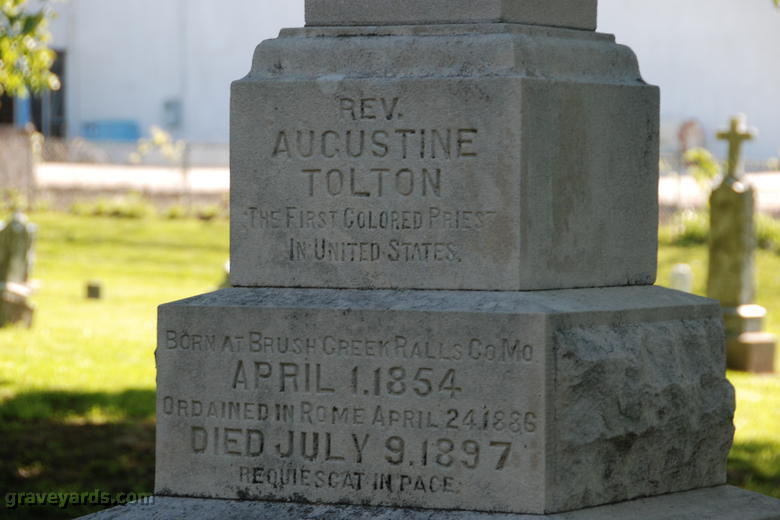 REV.
AUGUSTINE
TOLTON
THE FIRST COLORED PRIEST
IN UNITED STATES.
BORN AT BRUSH CREEK RALLS CO. MO.
APRIL 1. 1854
ORDAINED IN ROME APRIL 24. 1886
DIED JULY 9. 1897
REQUIESCAT IN PACE.
graveyards.com